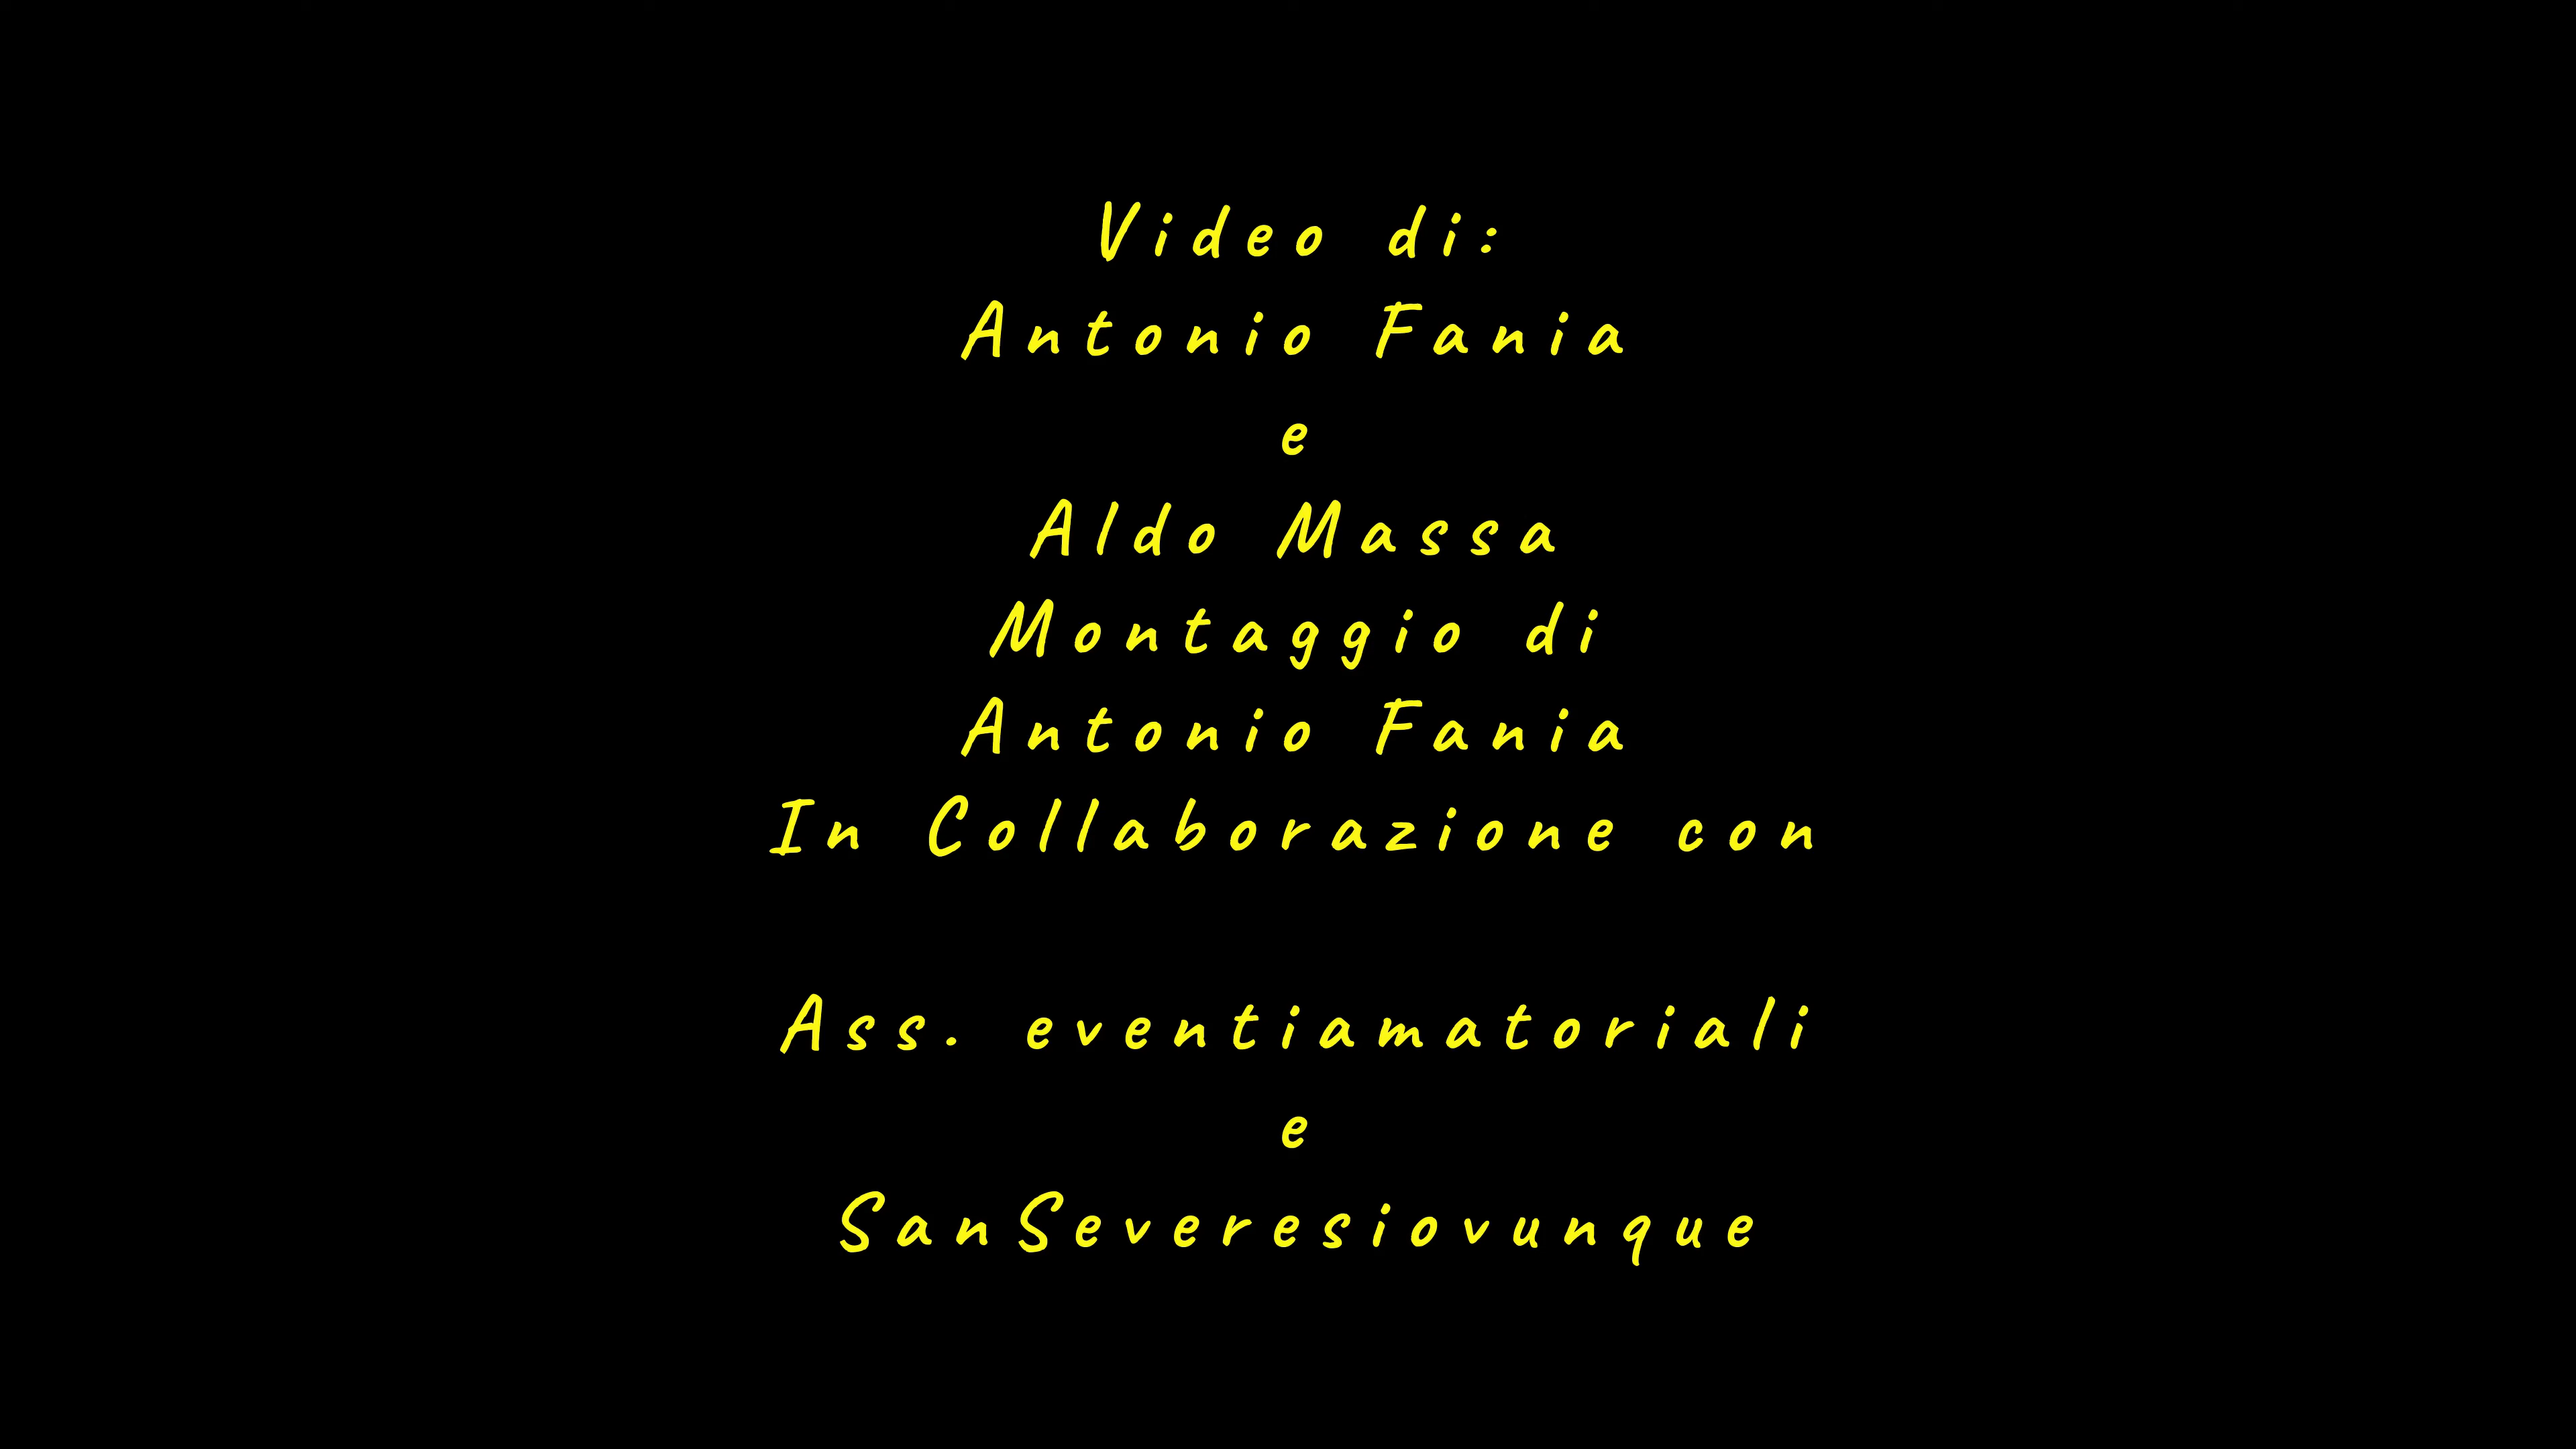 Video di:
Antonio Fania
e
Aldo Massa
Montaggio di
Antonio Fania
In Collaborazione con
Ass. eventiamatoriali
e
SanSeveresiovunque